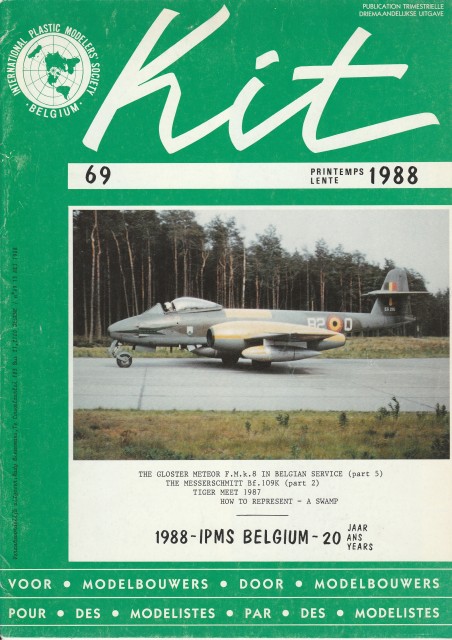 PUBLICATION TRIMESTRIELLE
DRIEMAANDELIJKSE UITGAVE
INTERNATIONAL PLASTIC MODELERS' SOCIETY
· BELGIUM ·
Kit
69
PRINTEMPS
LENTE
1988
THE GLOSTER METEOR F.M.k.8 IN BELGIAN SERVICE (part 5)
THE MESSERSCHMITT Bf.109K (part 2)
TIGER MEET 1987
HOW TO REPRESENT - A SWAMP
1988-IPMS BELGIUM-20
JAAR
ANS
YEARS
VOOR • MODELBOUWERS • DOOR • MODELBOUWERS
POUR • DES • MODELISTES • PAR • DES • MODELISTES